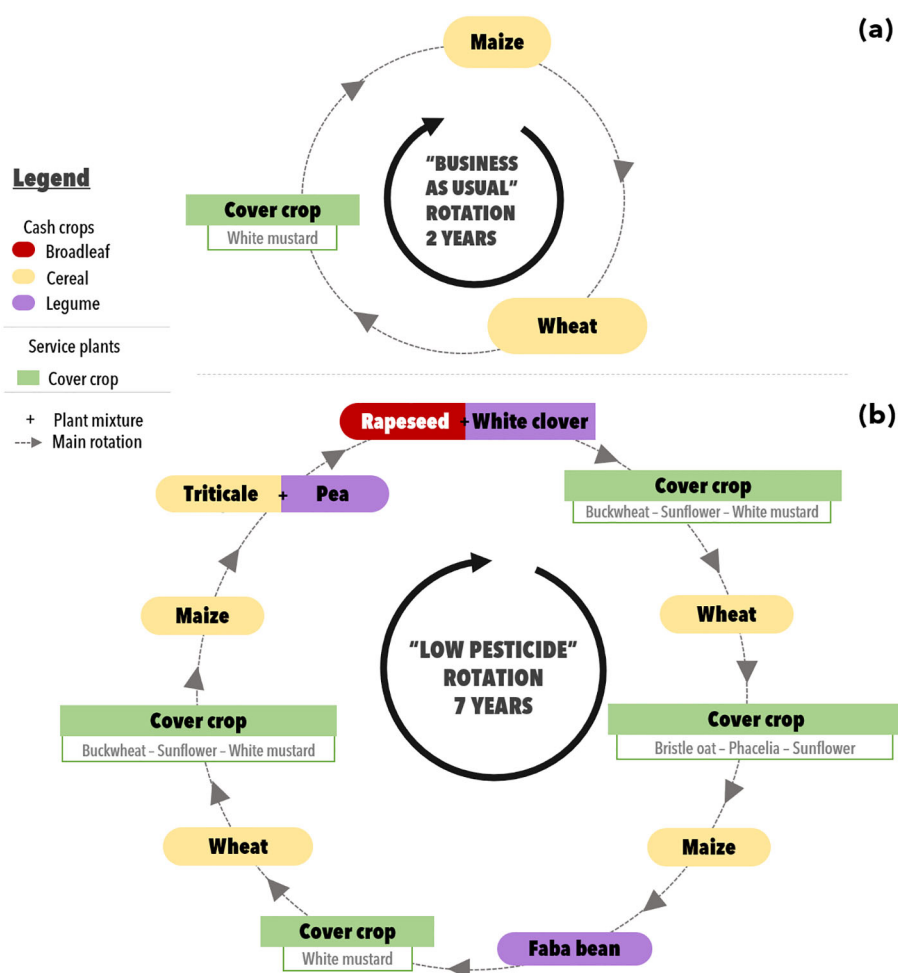 (a)
Maize
"BUSINESS
AS USUAL"
ROTATION
2 YEARS
Cover crop
White mustard
Wheat
Legend
Cash crops
Broadleaf
Cereal
Legume
Service plants
Cover crop
+ Plant mixture
Main rotation
(b)
Rapeseed + White clover
Triticale + Pea
Cover crop
Buckwheat – Sunflower – White mustard
Maize
Wheat
"LOW PESTICIDE"
ROTATION
7 YEARS
Cover crop
Buckwheat – Sunflower – White mustard
Cover crop
Bristle oat – Phacelia – Sunflower
Wheat
Maize
Cover crop
White mustard
Faba bean